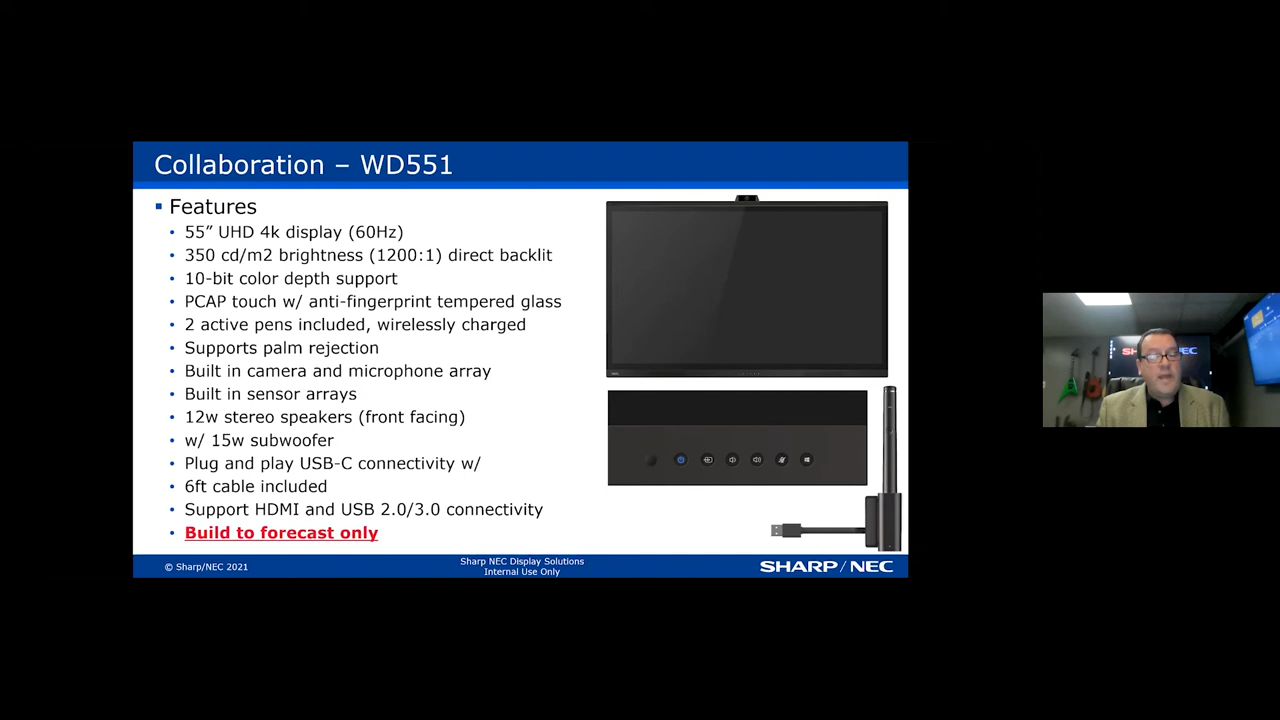 Collaboration – WD551
Features
55” UHD 4k display (60Hz)
350 cd/m2 brightness (1200:1) direct backlit
10-bit color depth support
PCAP touch w/ anti-fingerprint tempered glass
2 active pens included, wirelessly charged
Supports palm rejection
Built in camera and microphone array
Built in sensor arrays
12w stereo speakers (front facing)
w/ 15w subwoofer
Plug and play USB-C connectivity w/
6ft cable included
Support HDMI and USB 2.0/3.0 connectivity
Build to forecast only
© Sharp/NEC 2021
Sharp NEC Display Solutions
Internal Use Only
SHARP/NEC